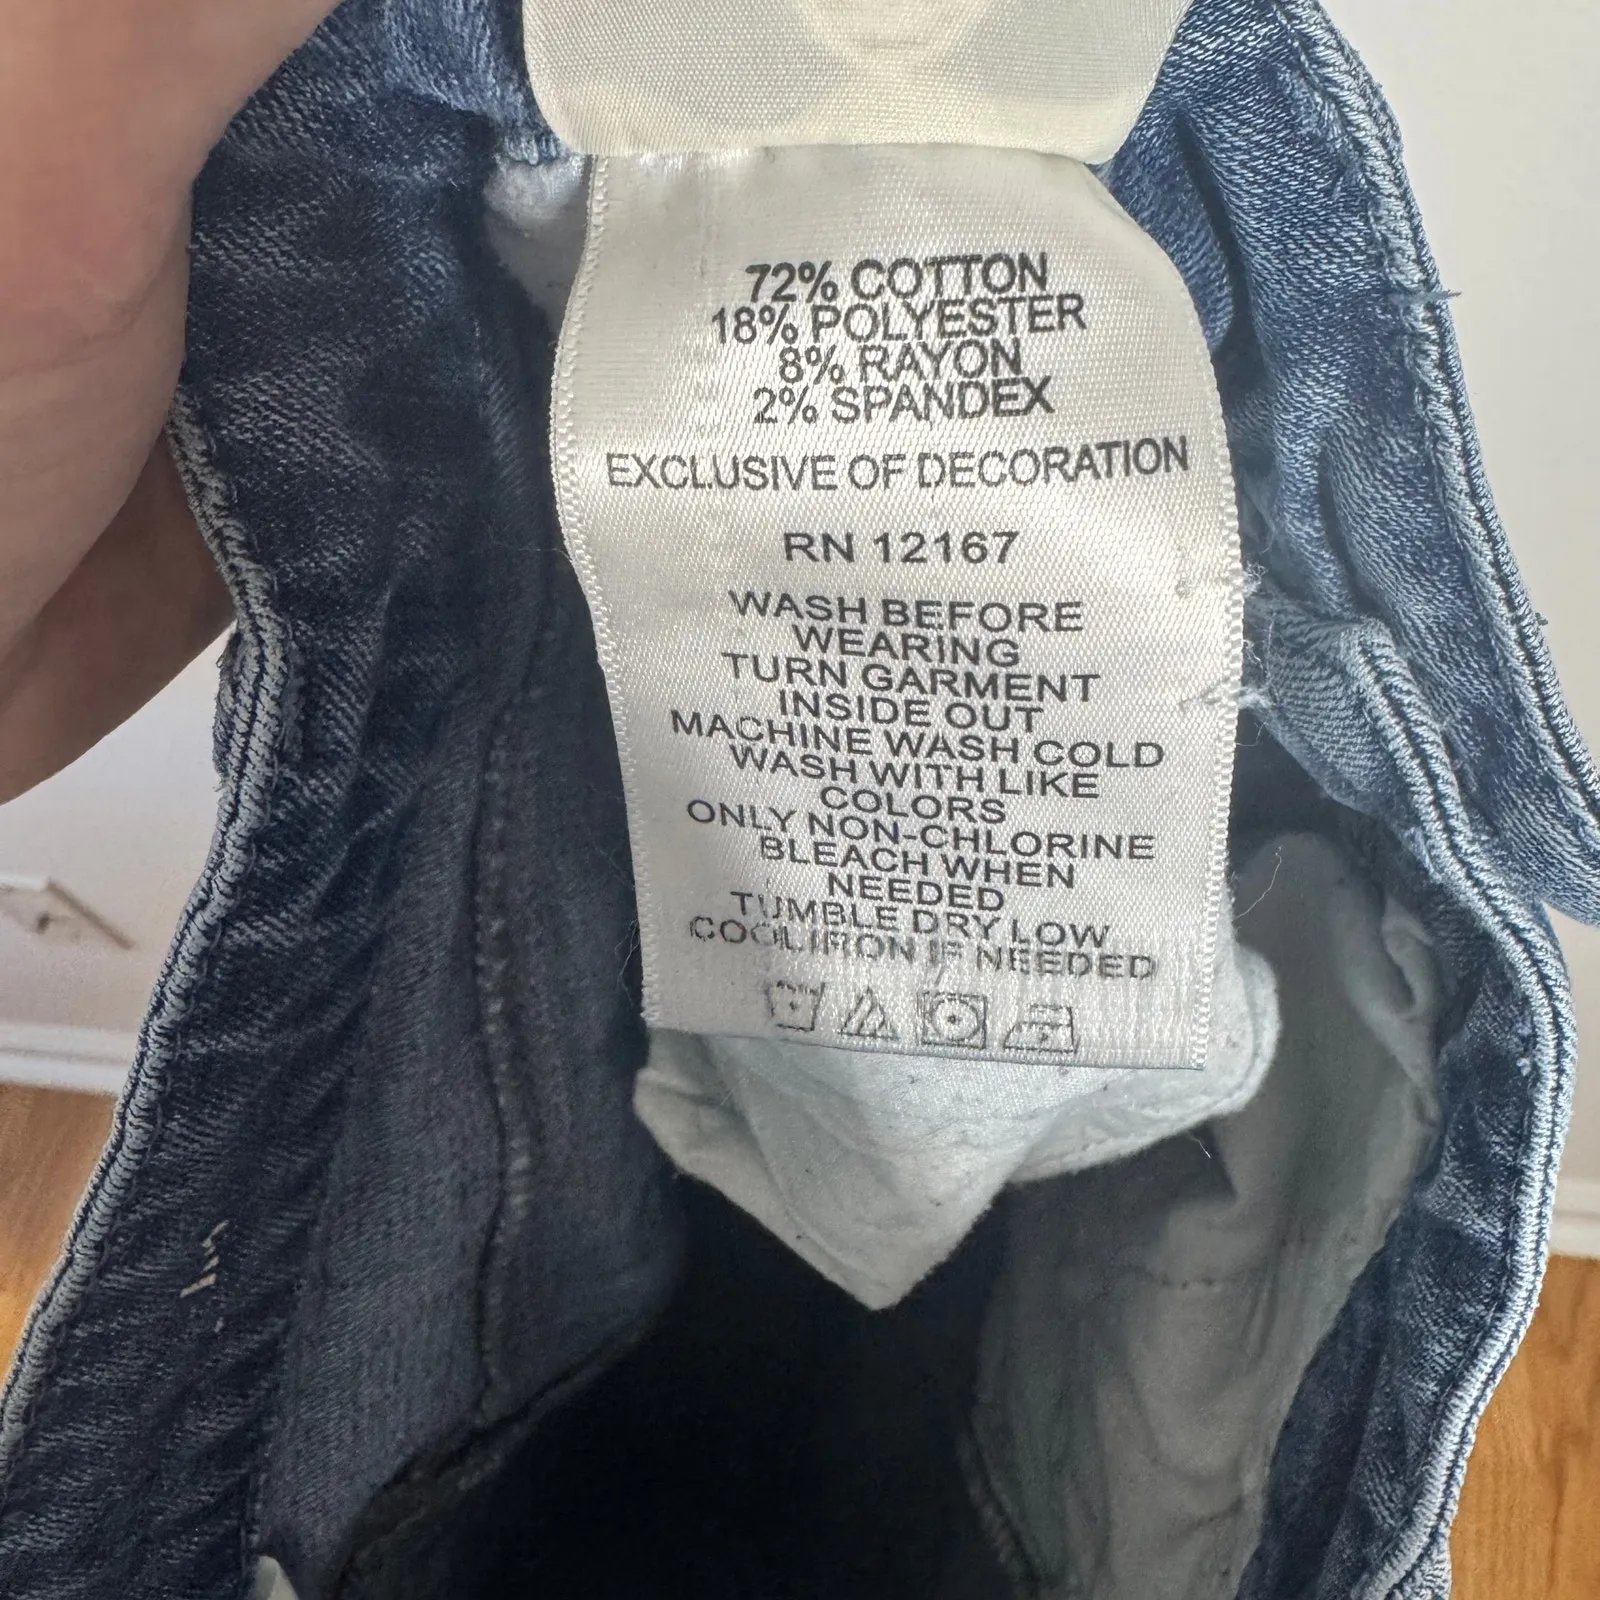 72% COTTON
18% POLYESTER
8% RAYON
2% SPANDEX
EXCLUSIVE OF DECORATION
RN 12167
WASH BEFORE
WEARING
TURN GARMENT
INSIDE OUT
MACHINE WASH COLD
WASH WITH LIKE
COLORS
ONLY NON-CHLORINE
BLEACH WHEN
NEEDED
TUMBLE DRY LOW
COOL IRON IF NEEDED